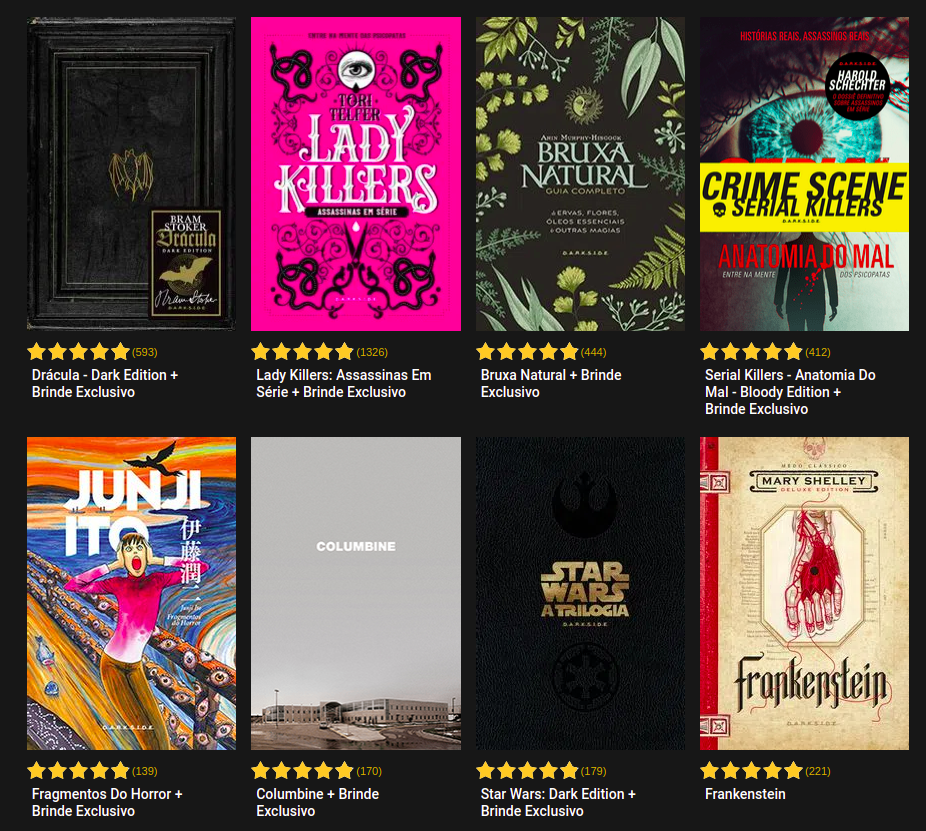 BRAM
STOKER
Drácula
DARK EDITION
Bram Stoker
DARKSIDE
ENTRE NA MENTE DAS PSICOPATAS
TORI
TELFER
LADY
KILLERS
ASSASSINAS EM SÉRIE
DARKSIDE
ARIN MURPHY-HISCOCK
BRUXA
NATURAL
GUIA COMPLETO
de ERVAS, FLORES,
ÓLEOS ESSENCIAIS
& OUTRAS MAGIAS
DARKSIDE
HISTÓRIAS REAIS, ASSASSINOS REAIS
DARKSIDE
HAROLD
SCHECHTER
O DOSSIÊ DEFINITIVO
SOBRE ASSASSINOS
EM SÉRIE
CRIME SCENE
SERIAL KILLERS
DARKSIDE
ANATOMIA DO MAL
ENTRE NA MENTE DOS PSICOPATAS
(593)
(1326)
(444)
(412)
Drácula - Dark Edition +
Brinde Exclusivo
Lady Killers: Assassinas Em
Série + Brinde Exclusivo
Bruxa Natural + Brinde
Exclusivo
Serial Killers - Anatomia Do
Mal - Bloody Edition +
Brinde Exclusivo
JUNJI
ITO
伊藤潤二
Junji Ito
Fragmentos
do Horror
DARKSIDE
COLUMBINE
STAR
WARS
A TRILOGIA
DARKSIDE
MEDO CLÁSSICO
MARY SHELLEY
DELUXE EDITION
Frankenstein
DARKSIDE
(139)
(170)
(179)
(221)
Fragmentos Do Horror +
Brinde Exclusivo
Columbine + Brinde
Exclusivo
Star Wars: Dark Edition +
Brinde Exclusivo
Frankenstein